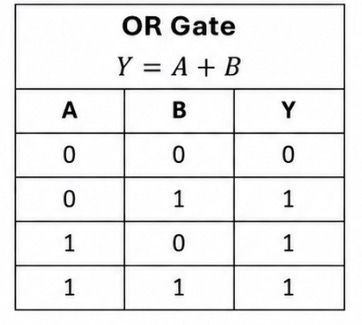 OR Gate
Y = A + B
A B Y
0 0 0
0 1 1
1 0 1
1 1 1